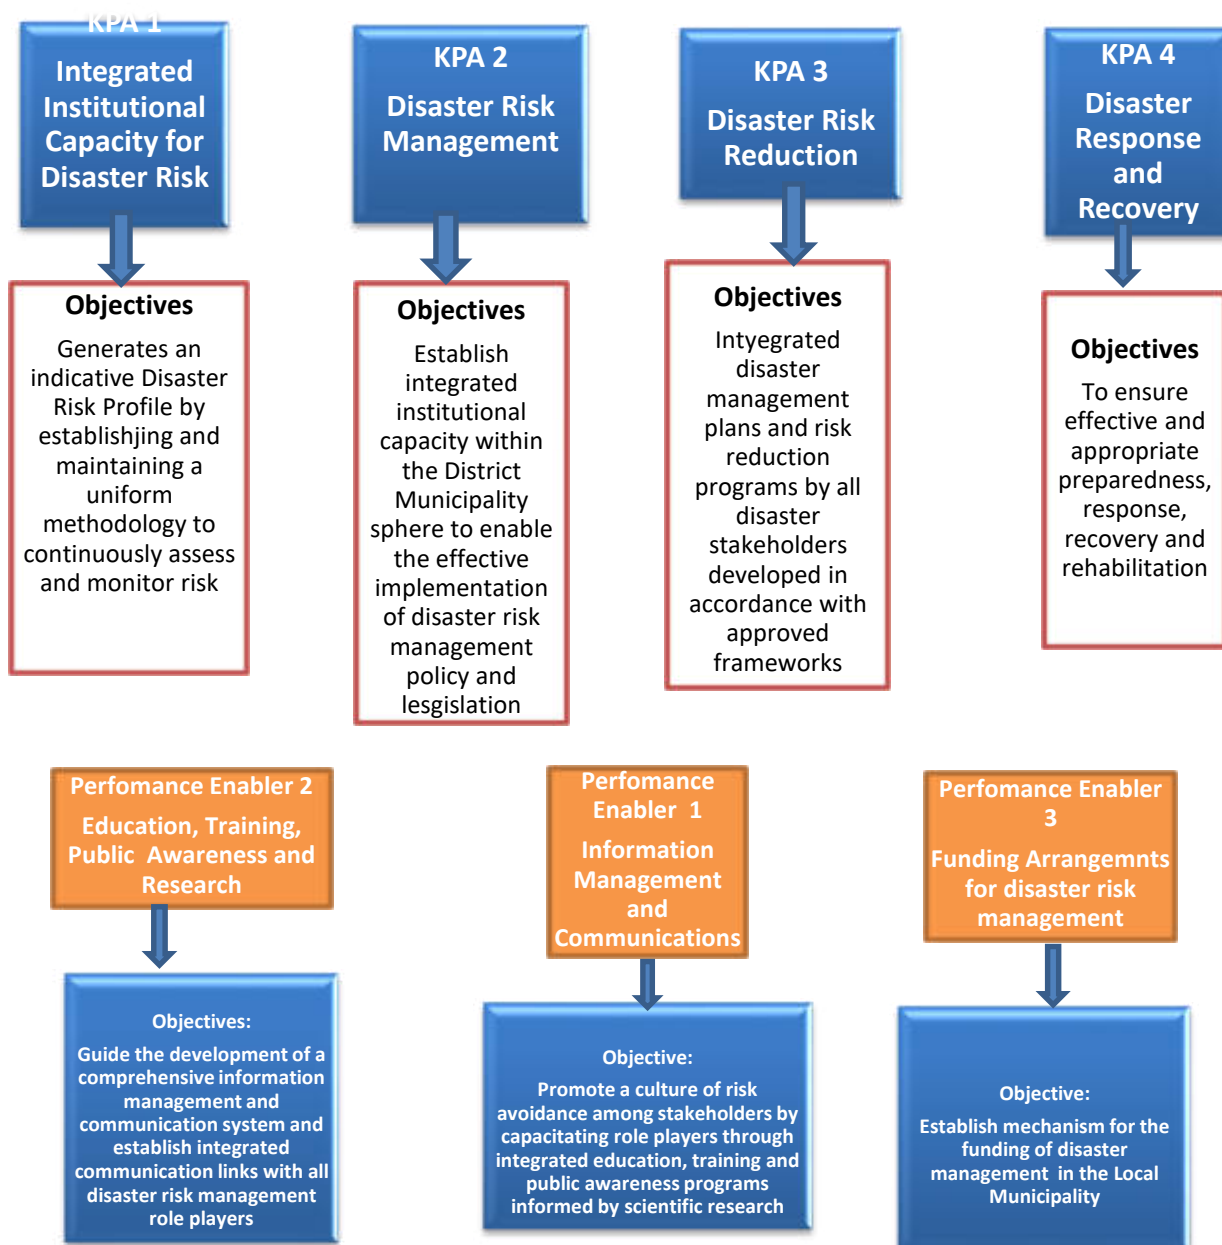 KPA 1
Integrated
Institutional
Capacity for
Disaster Risk
KPA 2
Disaster Risk
Management
KPA 3
Disaster Risk
Reduction
KPA 4
Disaster
Response
and
Recovery
Objectives
Generates an
indicative Disaster
Risk Profile by
establishjing and
maintaining a
uniform
methodology to
continuously assess
and monitor risk
Objectives
Establish
integrated
institutional
capacity within
the District
Municipality
sphere to enable
the effective
implementation
of disaster risk
management
policy and
lesgislation
Objectives
Intyegrated
disaster
management
plans and risk
reduction
programs by all
disaster
stakeholders
developed in
accordance with
approved
frameworks
Objectives
To ensure
effective and
appropriate
preparedness,
response,
recovery and
rehabilitation
Perfomance Enabler 2
Education, Training,
Public Awareness and
Research
Perfomance
Enabler 1
Information
Management
and
Communications
Perfomance Enabler
3
Funding Arrangemnts
for disaster risk
management
Objectives:
Guide the development of a
comprehensive information
management and
communication system and
establish integrated
communication links with all
disaster risk management
role players
Objective:
Promote a culture of risk
avoidance among stakeholders by
capacitating role players through
integrated education, training and
public awareness programs
informed by scientific research
Objective:
Establish mechanism for the
funding of disaster
management in the Local
Municipality